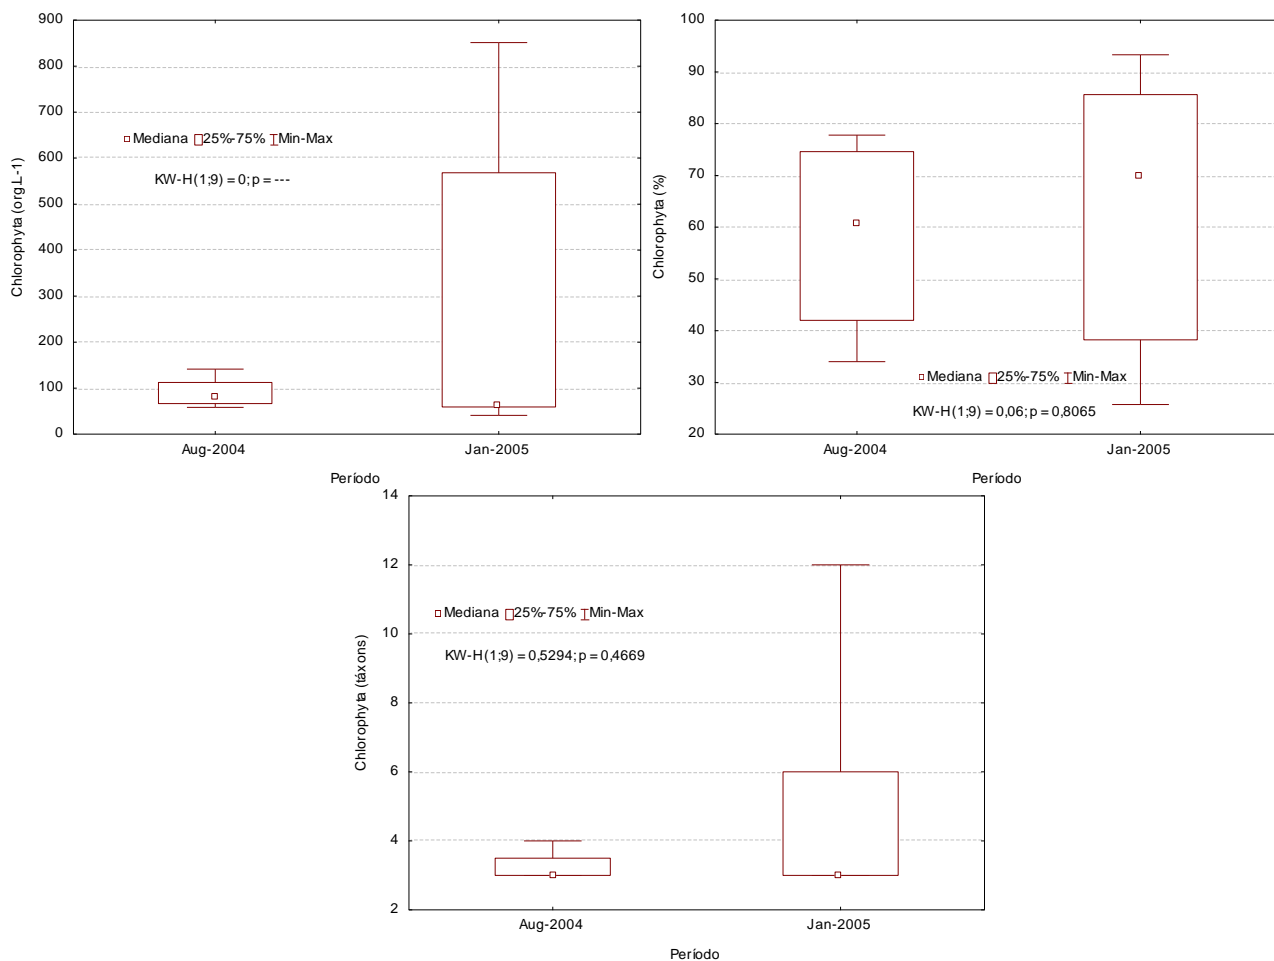 900
800
700
600
500
400
300
200
100
0
Chlorophyta (org.L-1)
Mediana 25%-75% Min-Max
KW-H(1;9) = 0; p = ---
Aug-2004 Jan-2005
Período
100
90
80
70
60
50
40
30
20
Chlorophyta (%)
Mediana 25%-75% Min-Max
KW-H(1;9) = 0,06; p = 0,8065
Aug-2004 Jan-2005
Período
14
12
10
8
6
4
2
Chlorophyta (táxons)
Mediana 25%-75% Min-Max
KW-H(1;9) = 0,5294; p = 0,4669
Aug-2004 Jan-2005
Período